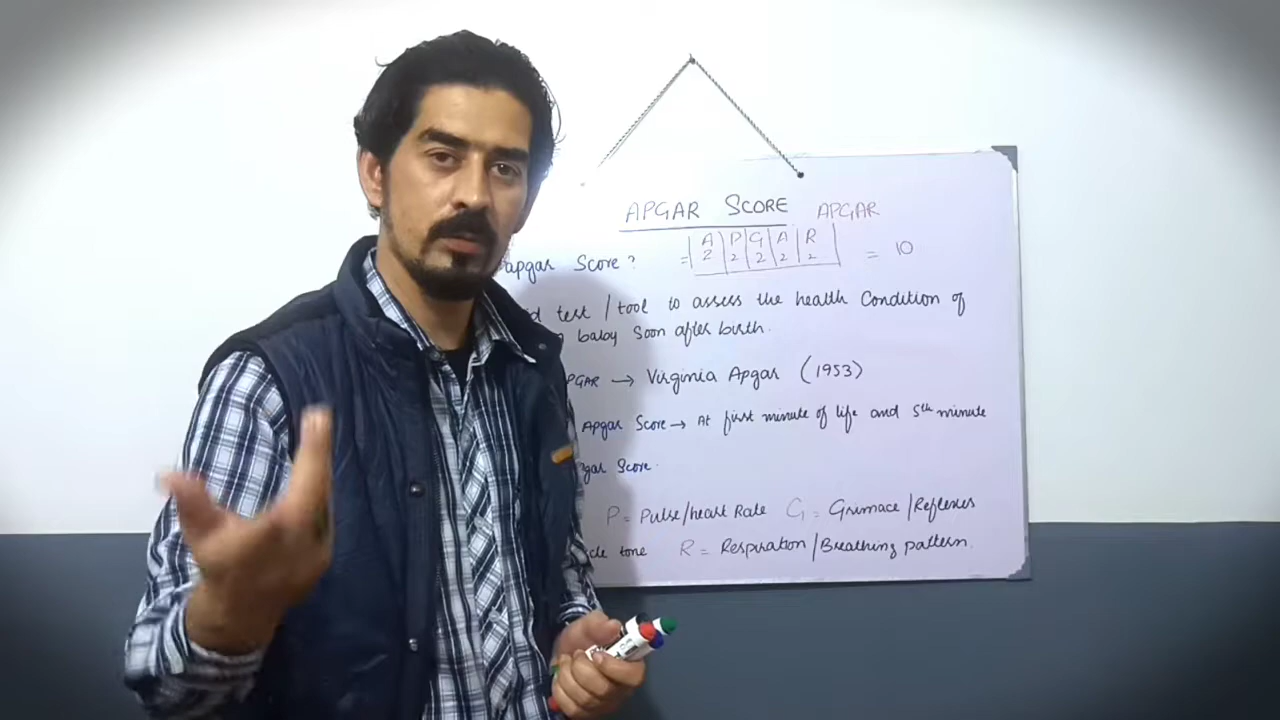 APGAR SCORE APGAR
apgar Score? = A P G A R
2 2 2 2 2 = 10
test / tool to assess the health Condition of
baby Soon after birth.
APGAR → Virginia Apgar (1953)
Apgar Score → At first minute of life and 5th minute
Score.
P = Pulse/heart Rate G = Grimace/Reflexes
tone R = Respiration/Breathing pattern.